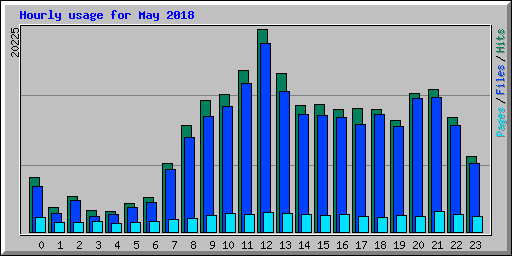 Hourly usage for May 2018
20225
Pages / Files / Hits
0 1 2 3 4 5 6 7 8 9 10 11 12 13 14 15 16 17 18 19 20 21 22 23